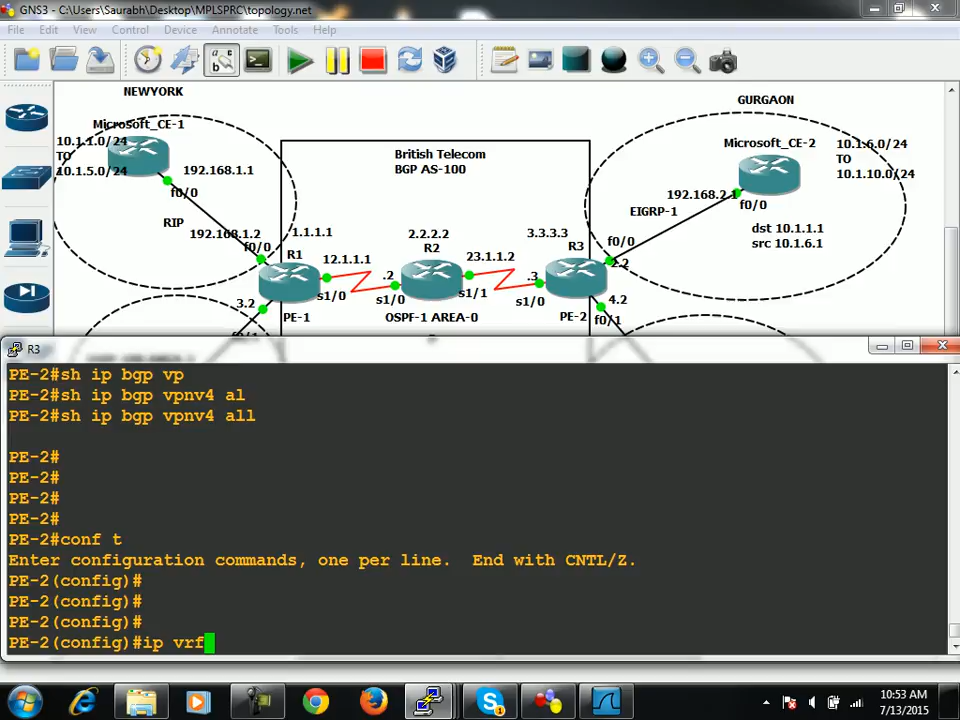 GNS3 - C:\Users\Saurabh\Desktop\MPLSPRC\topology.net
File Edit View Control Device Annotate Tools Help
NEWYORK
GURGAON
Microsoft_CE-1
10.1.1.0/24
TO
10.1.5.0/24
192.168.1.1
f0/0
RIP
192.168.1.2
f0/0
1.1.1.1
R1
12.1.1.1
s1/0
3.2
PE-1
British Telecom
BGP AS-100
2.2.2.2
R2
.2
s1/0
23.1.1.2
s1/1
OSPF-1 AREA-0
3.3.3.3
R3
.3
s1/0
PE-2
f0/0
2.2
4.2
f0/1
EIGRP-1
Microsoft_CE-2
192.168.2.1
f0/0
10.1.6.0/24
TO
10.1.10.0/24
dst 10.1.1.1
src 10.1.6.1
R3
PE-2#sh ip bgp vp
PE-2#sh ip bgp vpnv4 al
PE-2#sh ip bgp vpnv4 all
PE-2#
PE-2#
PE-2#
PE-2#
PE-2#conf t
Enter configuration commands, one per line.  End with CNTL/Z.
PE-2(config)#
PE-2(config)#
PE-2(config)#
PE-2(config)#ip vrf
10:53 AM
7/13/2015